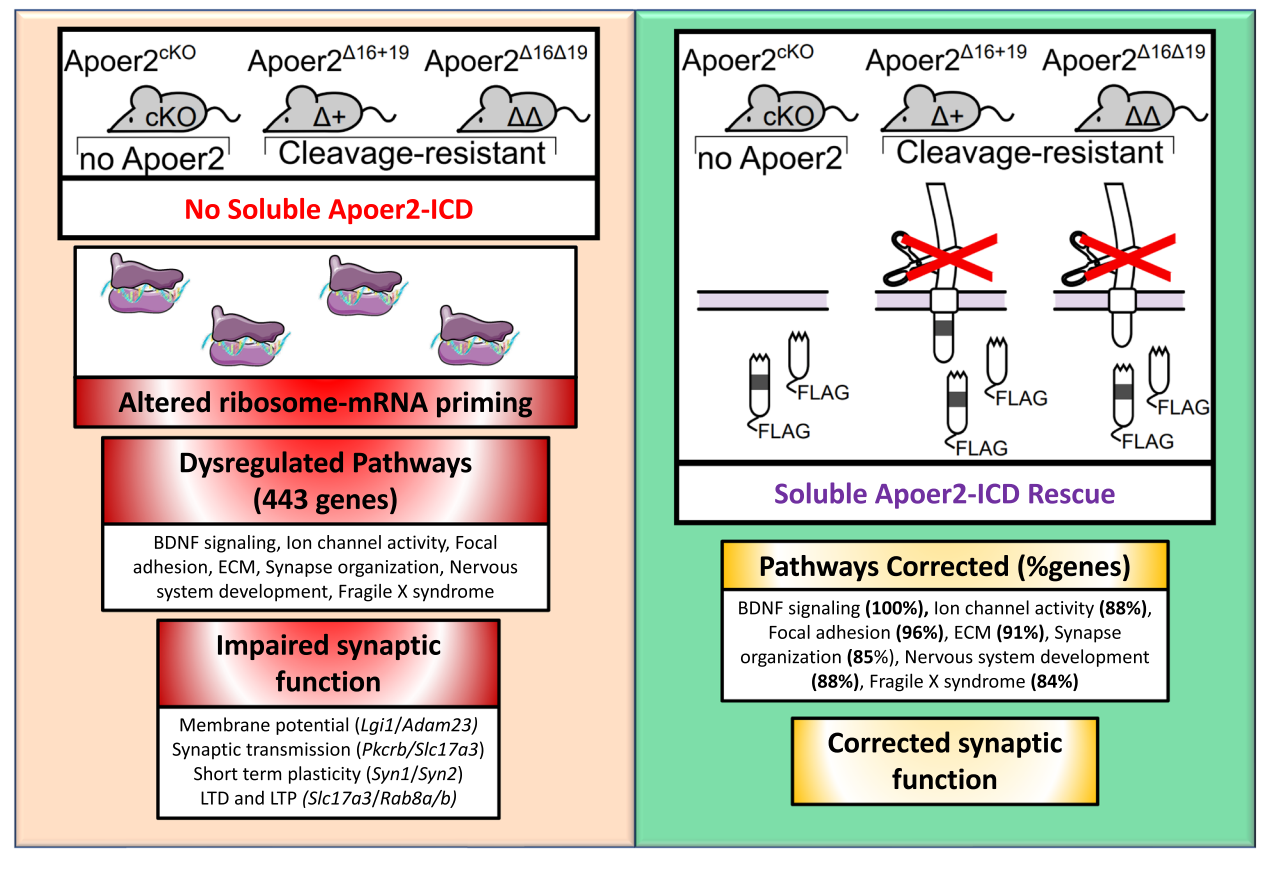 Apoer2cKO Apoer2Δ16+19 Apoer2Δ16Δ19
cKO Δ+ ΔΔ
no Apoer2 Cleavage-resistant
No Soluble Apoer2-ICD
Altered ribosome-mRNA priming
Dysregulated Pathways
(443 genes)
BDNF signaling, Ion channel activity, Focal
adhesion, ECM, Synapse organization, Nervous
system development, Fragile X syndrome
Impaired synaptic
function
Membrane potential (Lgi1/Adam23)
Synaptic transmission (Pkcrb/Slc17a3)
Short term plasticity (Syn1/Syn2)
LTD and LTP (Slc17a3/Rab8a/b)
Apoer2cKO Apoer2Δ16+19 Apoer2Δ16Δ19
cKO Δ+ ΔΔ
no Apoer2 Cleavage-resistant
FLAG FLAG FLAG
FLAG FLAG FLAG
Soluble Apoer2-ICD Rescue
Pathways Corrected (%genes)
BDNF signaling (100%), Ion channel activity (88%),
Focal adhesion (96%), ECM (91%), Synapse
organization (85%), Nervous system development
(88%), Fragile X syndrome (84%)
Corrected synaptic
function